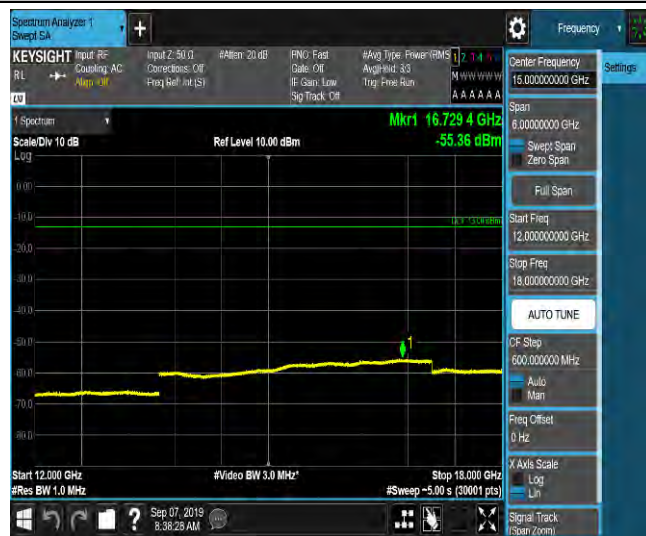 Spectrum Analyzer 1
Swept SA
+
Frequency
KEYSIGHT
Input: RF
Coupling: AC
Align: Off
Input Z: 50 Ω
Corrections: Off
Freq Ref: Int (S)
#Atten: 20 dB
PNO: Fast
Gate: Off
IF Gain: Low
Sig Track: Off
#Avg Type: Power (RMS
Avg|Hold: 3/3
Trig: Free Run
M W W W W W
A A A A A A
RL
1 Spectrum
Mkr1 16.729 4 GHz
Scale/Div 10 dB
Ref Level 10.00 dBm
-55.36 dBm
Log
0.00
-10.0
-20.0
-30.0
-40.0
-50.0
1
-60.0
-70.0
-80.0
Start 12.000 GHz
#Video BW 3.0 MHz*
Stop 18.000 GHz
#Res BW 1.0 MHz
#Sweep ~5.00 s (30001 pts)
Sep 07, 2019
8:38:28 AM
Center Frequency
15.000000000 GHz
Settings
Span
6.00000000 GHz
Swept Span
Zero Span
Full Span
Start Freq
12.000000000 GHz
Stop Freq
18.000000000 GHz
AUTO TUNE
CF Step
600.000000 MHz
Auto
Man
Freq Offset
0 Hz
X Axis Scale
Log
Lin
Signal Track
(Span Zoom)